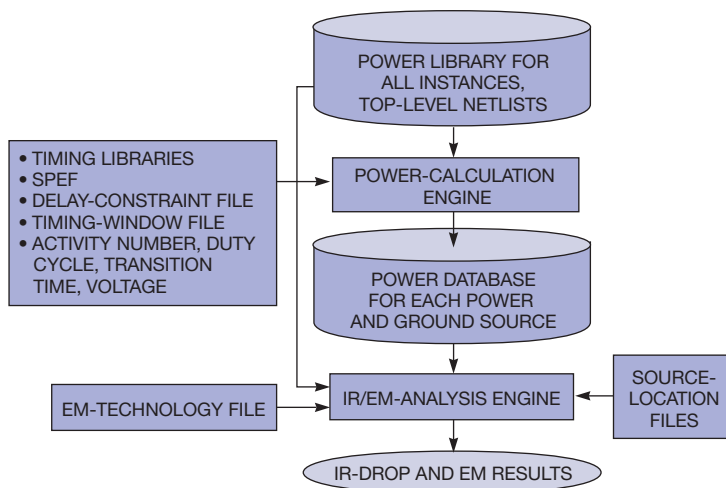 POWER LIBRARY FOR
ALL INSTANCES,
TOP-LEVEL NETLISTS
• TIMING LIBRARIES
• SPEF
• DELAY-CONSTRAINT FILE
• TIMING-WINDOW FILE
• ACTIVITY NUMBER, DUTY
CYCLE, TRANSITION
TIME, VOLTAGE
POWER-CALCULATION
ENGINE
POWER DATABASE
FOR EACH POWER
AND GROUND SOURCE
EM-TECHNOLOGY FILE
IR/EM-ANALYSIS ENGINE
SOURCE-
LOCATION
FILES
IR-DROP AND EM RESULTS